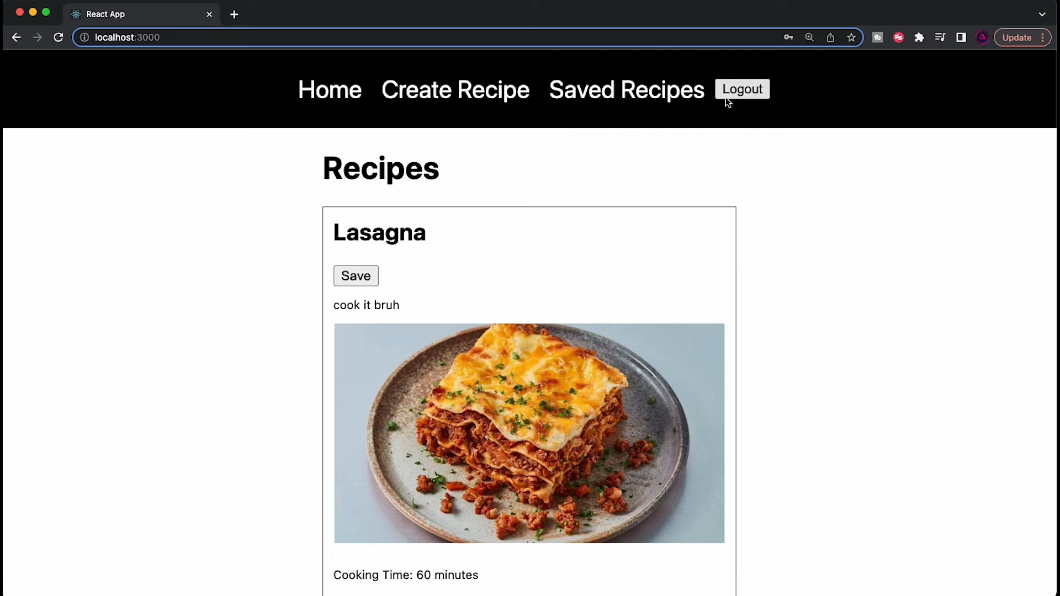 React App
localhost:3000
Update
Home Create Recipe Saved Recipes Logout
Recipes
Lasagna
Save
cook it bruh
Cooking Time: 60 minutes